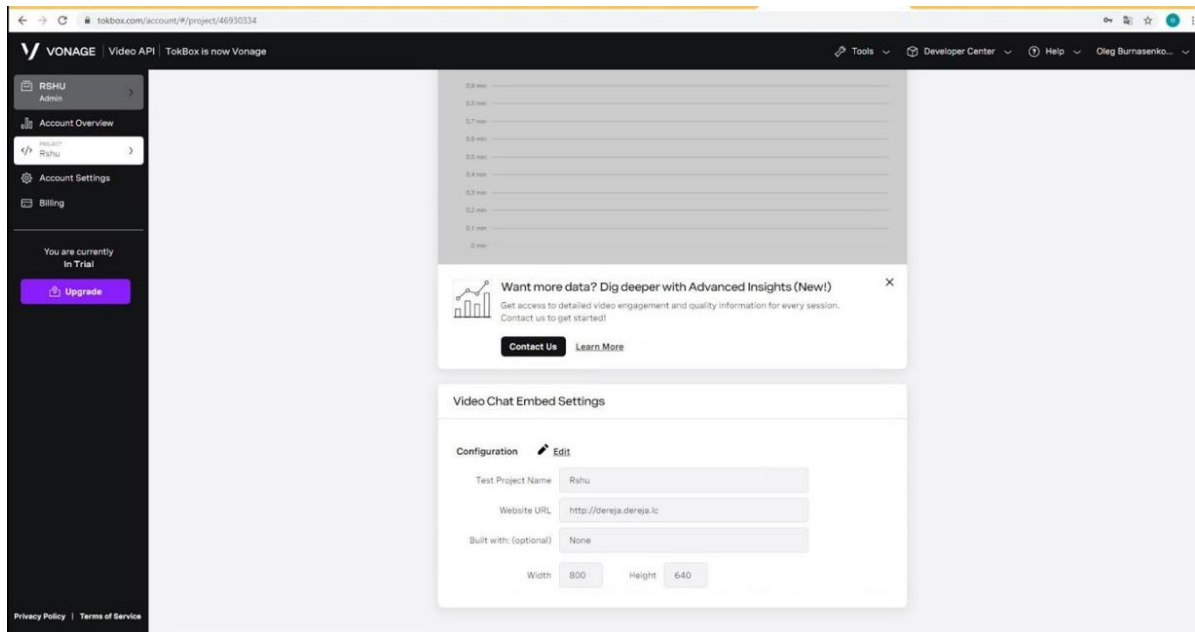 tokbox.com/account/#/project/46930334
VONAGE | Video API | TokBox is now Vonage
Tools
Developer Center
Help
Oleg Burnasenko...
RSHU
Admin
Account Overview
PROJECT
Rshu
Account Settings
Billing
You are currently
In Trial
Upgrade
Privacy Policy | Terms of Service
0,8 min
0,7 min
0,6 min
0,5 min
0,4 min
0,3 min
0,2 min
0,1 min
0 min
Want more data? Dig deeper with Advanced Insights (New!)
Get access to detailed video engagement and quality information for every session.
Contact us to get started!
Contact Us
Learn More
Video Chat Embed Settings
Configuration Edit
Test Project Name Rshu
Website URL http://dereja.dereja.lc
Built with: (optional) None
Width 800 Height 640